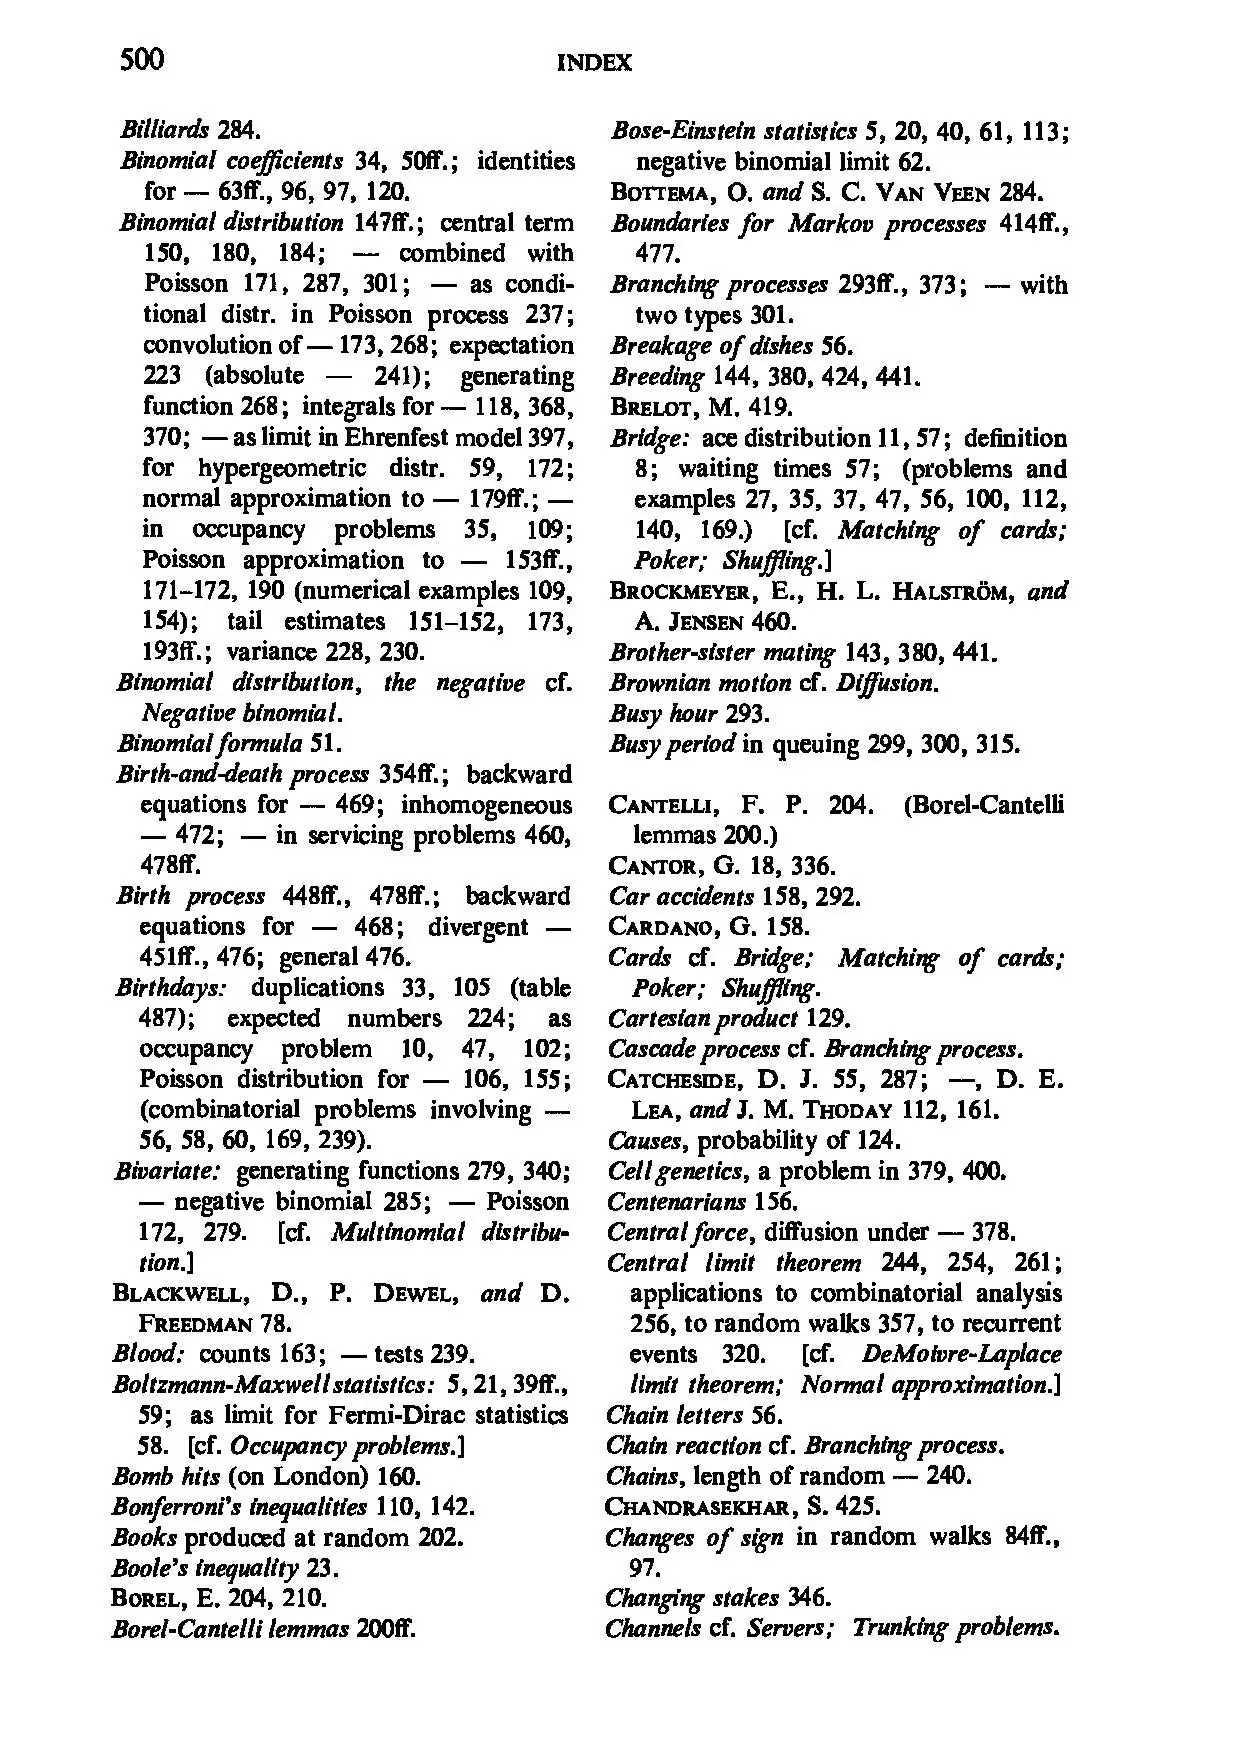 500
INDEX
Billiards 284.
Binomial coefficients 34, 50ff.; identities
for — 63ff., 96, 97, 120.
Binomial distribution 147ff.; central term
150, 180, 184; — combined with
Poisson 171, 287, 301; — as condi-
tional distr. in Poisson process 237;
convolution of — 173, 268; expectation
223 (absolute — 241); generating
function 268; integrals for — 118, 368,
370; — as limit in Ehrenfest model 397,
for hypergeometric distr. 59, 172;
normal approximation to — 179ff.; —
in occupancy problems 35, 109;
Poisson approximation to — 153ff.,
171–172, 190 (numerical examples 109,
154); tail estimates 151–152, 173,
193ff.; variance 228, 230.
Binomial distribution, the negative cf.
Negative binomial.
Binomial formula 51.
Birth-and-death process 354ff.; backward
equations for — 469; inhomogeneous
— 472; — in servicing problems 460,
478ff.
Birth process 448ff., 478ff.; backward
equations for — 468; divergent —
451ff., 476; general 476.
Birthdays: duplications 33, 105 (table
487); expected numbers 224; as
occupancy problem 10, 47, 102;
Poisson distribution for — 106, 155;
(combinatorial problems involving —
56, 58, 60, 169, 239).
Bivariate: generating functions 279, 340;
— negative binomial 285; — Poisson
172, 279. [cf. Multinomial distribu-
tion.]
BLACKWELL, D., P. DEWEL, and D.
FREEDMAN 78.
Blood: counts 163; — tests 239.
Boltzmann-Maxwell statistics: 5, 21, 39ff.,
59; as limit for Fermi-Dirac statistics
58. [cf. Occupancy problems.]
Bomb hits (on London) 160.
Bonferroni's inequalities 110, 142.
Books produced at random 202.
Boole's inequality 23.
BOREL, E. 204, 210.
Borel-Cantelli lemmas 200ff.
Bose-Einstein statistics 5, 20, 40, 61, 113;
negative binomial limit 62.
BOTTEMA, O. and S. C. VAN VEEN 284.
Boundaries for Markov processes 414ff.,
477.
Branching processes 293ff., 373; — with
two types 301.
Breakage of dishes 56.
Breeding 144, 380, 424, 441.
BRELOT, M. 419.
Bridge: ace distribution 11, 57; definition
8; waiting times 57; (problems and
examples 27, 35, 37, 47, 56, 100, 112,
140, 169.) [cf. Matching of cards;
Poker; Shuffling.]
BROCKMEYER, E., H. L. HALSTRÖM, and
A. JENSEN 460.
Brother-sister mating 143, 380, 441.
Brownian motion cf. Diffusion.
Busy hour 293.
Busy period in queuing 299, 300, 315.
CANTELLI, F. P. 204. (Borel-Cantelli
lemmas 200.)
CANTOR, G. 18, 336.
Car accidents 158, 292.
CARDANO, G. 158.
Cards cf. Bridge; Matching of cards;
Poker; Shuffling.
Cartesian product 129.
Cascade process cf. Branching process.
CATCHESIDE, D. J. 55, 287; —, D. E.
LEA, and J. M. THODAY 112, 161.
Causes, probability of 124.
Cell genetics, a problem in 379, 400.
Centenarians 156.
Central force, diffusion under — 378.
Central limit theorem 244, 254, 261;
applications to combinatorial analysis
256, to random walks 357, to recurrent
events 320. [cf. DeMoivre-Laplace
limit theorem; Normal approximation.]
Chain letters 56.
Chain reaction cf. Branching process.
Chains, length of random — 240.
CHANDRASEKHAR, S. 425.
Changes of sign in random walks 84ff.,
97.
Changing stakes 346.
Channels cf. Servers; Trunking problems.